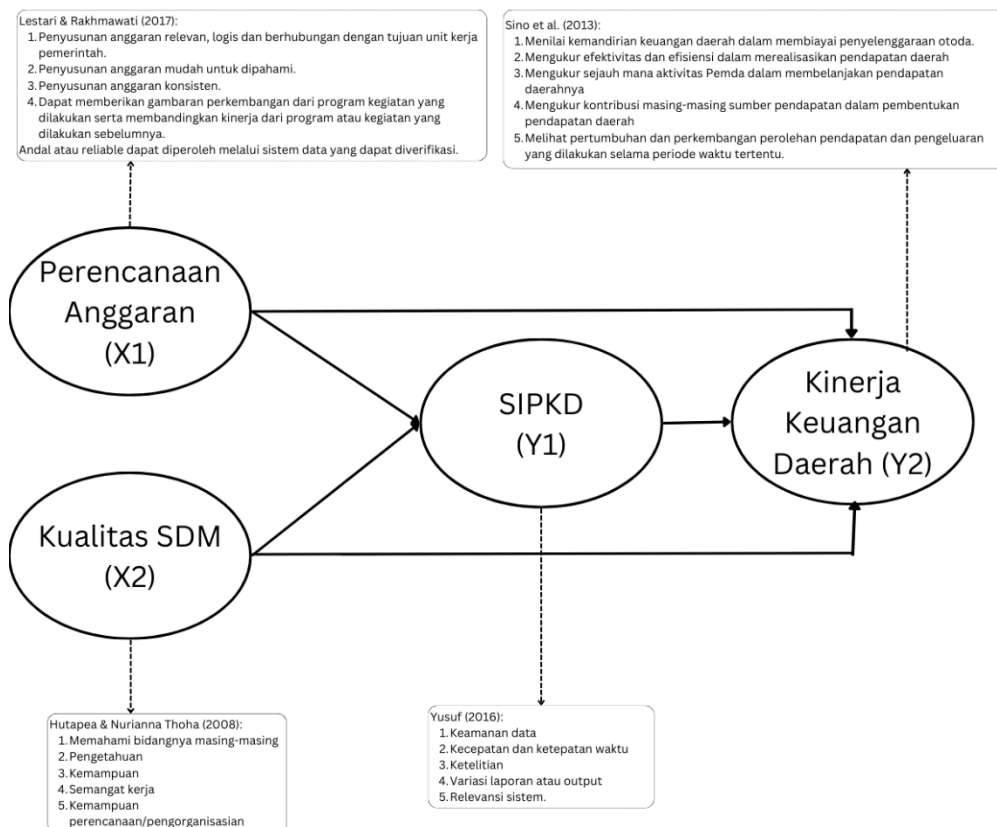 Lestari & Rakhmawati (2017):
1. Penyusunan anggaran relevan, logis dan berhubungan dengan tujuan unit kerja
pemerintah.
2. Penyusunan anggaran mudah untuk dipahami.
3. Penyusunan anggaran konsisten.
4. Dapat memberikan gambaran perkembangan dari program kegiatan yang
dilakukan serta membandingkan kinerja dari program atau kegiatan yang
dilakukan sebelumnya.
Andal atau reliable dapat diperoleh melalui sistem data yang dapat diverifikasi.
Sino et al. (2013):
1. Menilai kemandirian keuangan daerah dalam membiayai penyelenggaraan otoda.
2. Mengukur efektivitas dan efisiensi dalam merealisasikan pendapatan daerah
3. Mengukur sejauh mana aktivitas Pemda dalam membelanjakan pendapatan
daerahnya
4. Mengukur kontribusi masing-masing sumber pendapatan dalam pembentukan
pendapatan daerah
5. Melihat pertumbuhan dan perkembangan perolehan pendapatan dan pengeluaran
yang dilakukan selama periode waktu tertentu.
Perencanaan
Anggaran
(X1)
SIPKD
(Y1)
Kinerja
Keuangan
Daerah (Y2)
Kualitas SDM
(X2)
Hutapea & Nurianna Thoha (2008):
1. Memahami bidangnya masing-masing
2. Pengetahuan
3. Kemampuan
4. Semangat kerja
5. Kemampuan
perencanaan/pengorganisasian
Yusuf (2016):
1. Keamanan data
2. Kecepatan dan ketepatan waktu
3. Ketelitian
4. Variasi laporan atau output
5. Relevansi sistem.